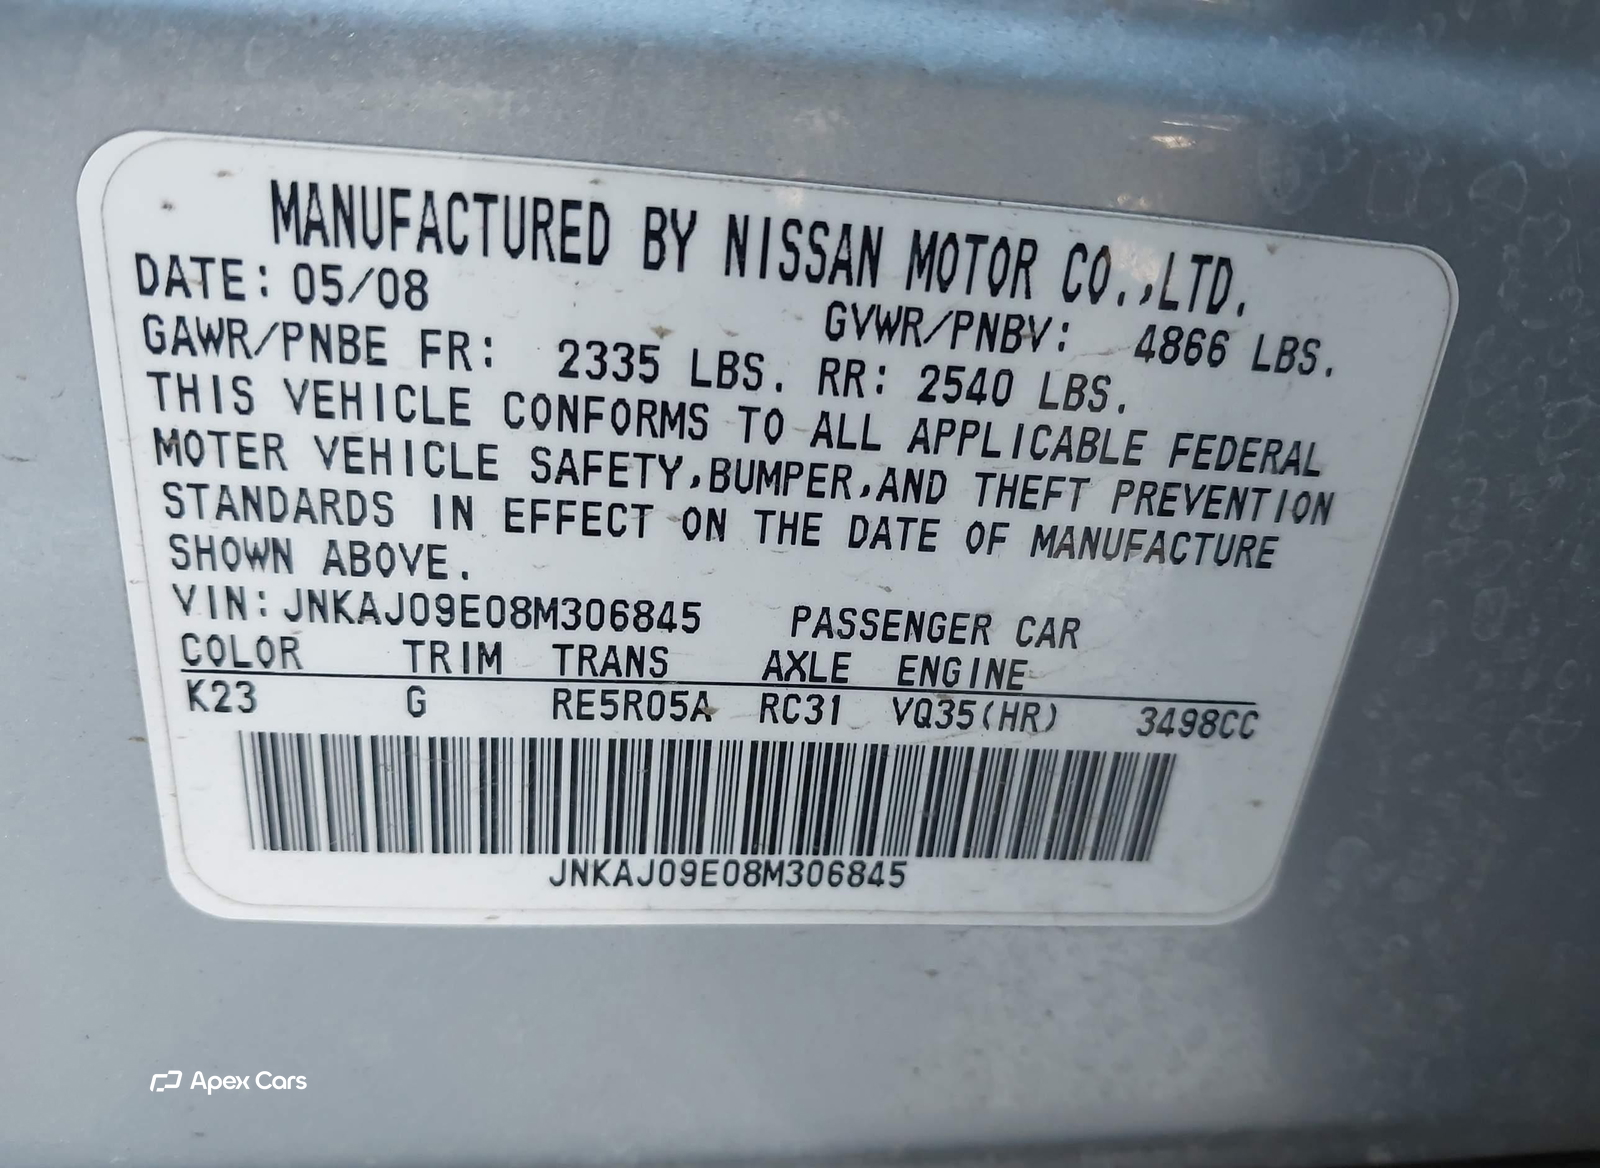 MANUFACTURED BY NISSAN MOTOR CO.,LTD.
DATE: 05/08 GVWR/PNBV: 4866 LBS.
GAWR/PNBE FR: 2335 LBS. RR: 2540 LBS.
THIS VEHICLE CONFORMS TO ALL APPLICABLE FEDERAL
MOTER VEHICLE SAFETY,BUMPER,AND THEFT PREVENTION
STANDARDS IN EFFECT ON THE DATE OF MANUFACTURE
SHOWN ABOVE.
VIN:JNKAJ09E08M306845 PASSENGER CAR
COLOR TRIM TRANS AXLE ENGINE
K23 G RE5R05A RC31 VQ35(HR) 3498CC
JNKAJ09E08M306845
Apex Cars